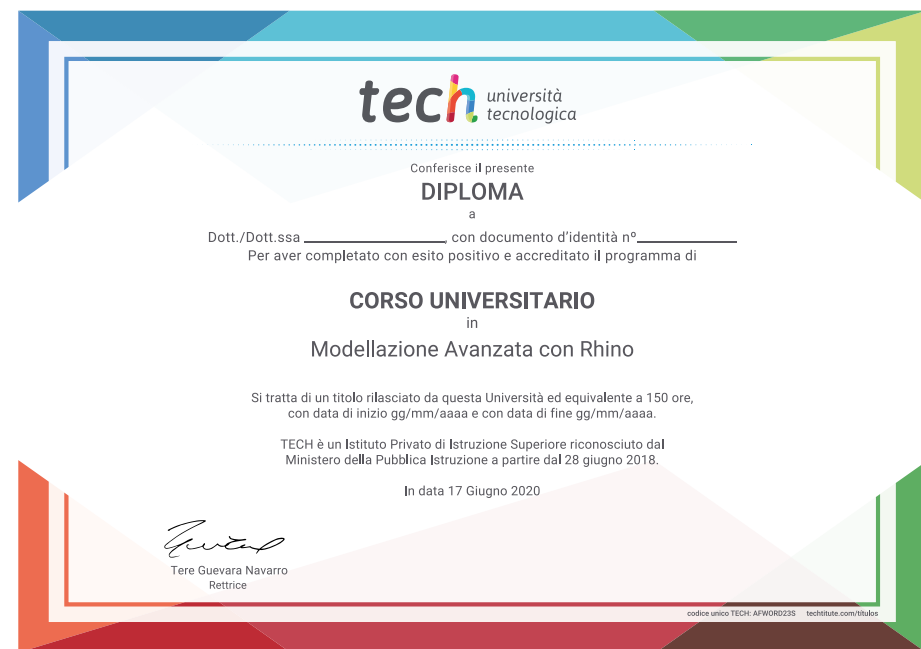 tech università
tecnologica
Conferisce il presente
DIPLOMA
a
Dott./Dott.ssa ____________________, con documento d’identità nº______________
Per aver completato con esito positivo e accreditato il programma di
CORSO UNIVERSITARIO
in
Modellazione Avanzata con Rhino
Si tratta di un titolo rilasciato da questa Università ed equivalente a 150 ore,
con data di inizio gg/mm/aaaa e con data di fine gg/mm/aaaa.
TECH è un Istituto Privato di Istruzione Superiore riconosciuto dal
Ministero della Pubblica Istruzione a partire dal 28 giugno 2018.
In data 17 Giugno 2020
Tere Guevara Navarro
Rettrice
codice unico TECH: AFWORD23S techtitute.com/títulos